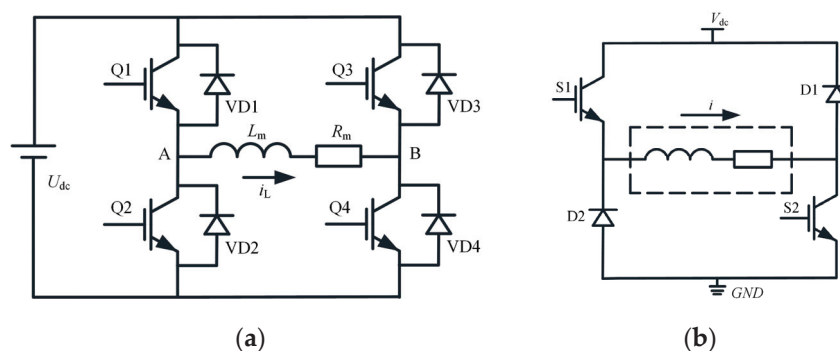 Q1
VD1
Q3
VD3
L_m
R_m
A
B
U_dc
i_L
Q2
VD2
Q4
VD4
(a)
V_dc
S1
D1
i
D2
S2
GND
(b)